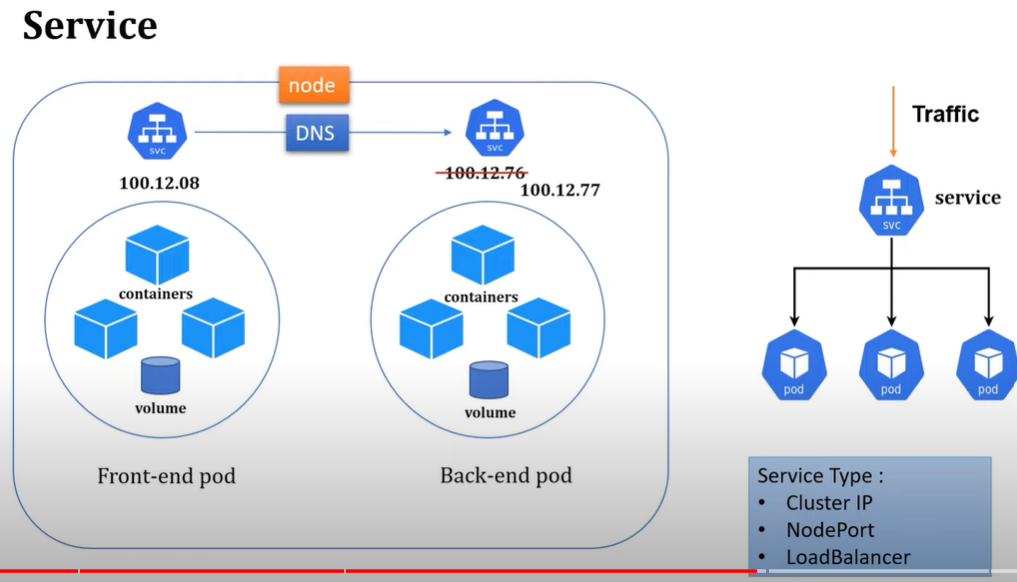 Service
node
svc
DNS
svc
100.12.08
100.12.76
100.12.77
containers
containers
volume
volume
Front-end pod
Back-end pod
Traffic
svc
service
pod
pod
pod
Service Type :
• Cluster IP
• NodePort
• LoadBalancer